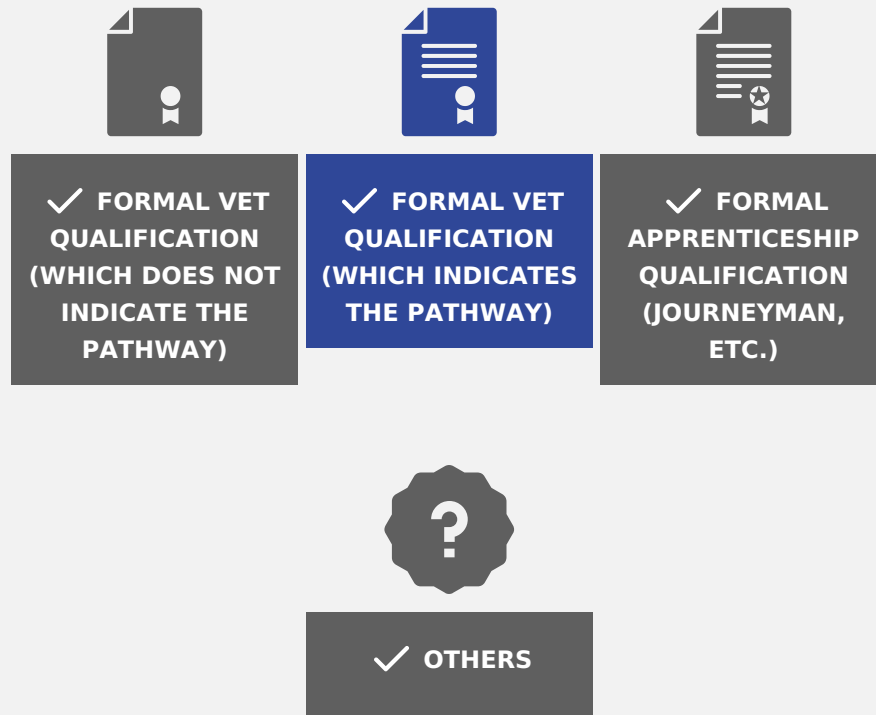 ✓ FORMAL VET
QUALIFICATION
(WHICH DOES NOT
INDICATE THE
PATHWAY)
✓ FORMAL VET
QUALIFICATION
(WHICH INDICATES
THE PATHWAY)
✓ FORMAL
APPRENTICESHIP
QUALIFICATION
(JOURNEYMAN,
ETC.)
?
✓ OTHERS